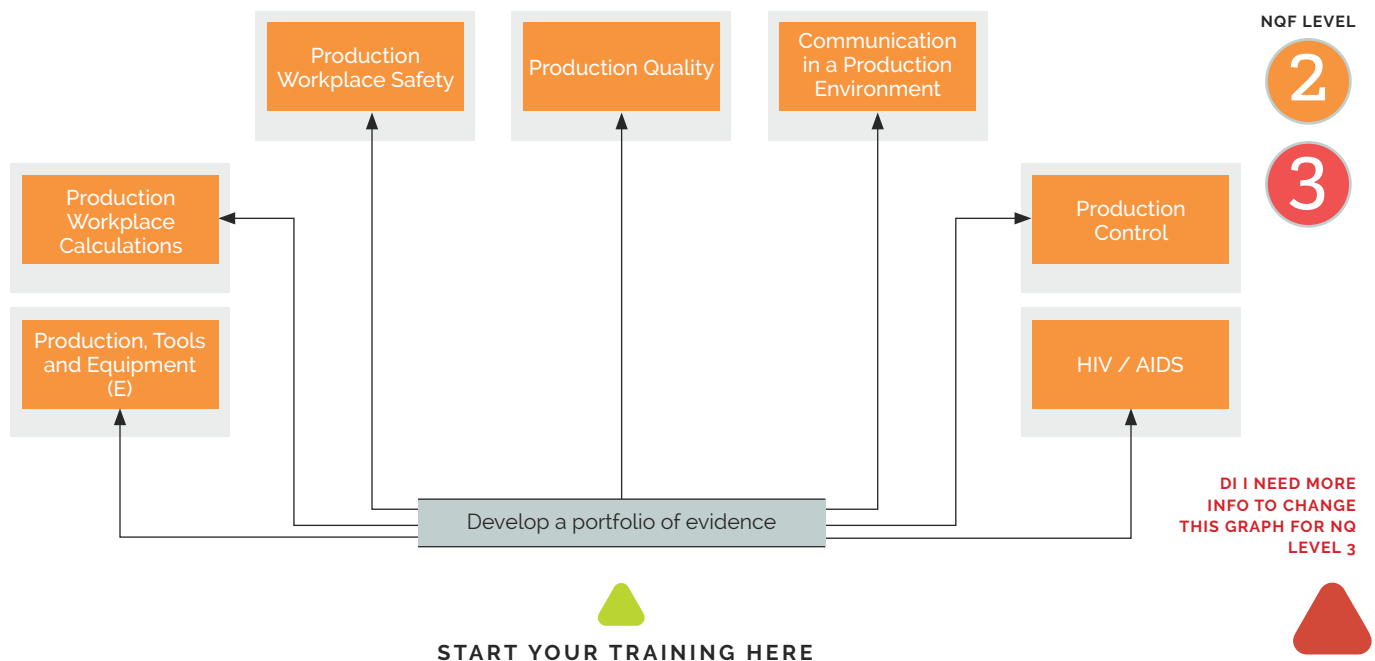 NQF LEVEL
2
3
Production
Workplace Safety
Production Quality
Communication
in a Production
Environment
Production
Workplace
Calculations
Production
Control
Production, Tools
and Equipment
(E)
HIV / AIDS
DI I NEED MORE
INFO TO CHANGE
THIS GRAPH FOR NQ
LEVEL 3
Develop a portfolio of evidence
START YOUR TRAINING HERE